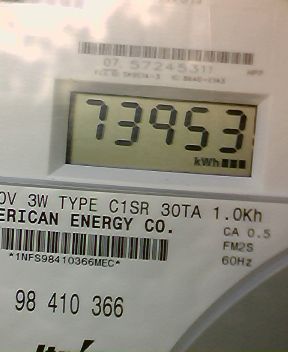 07 57245311
73953
kWh
0V 3W TYPE C1SR 30TA 1.0Kh
ERICAN ENERGY CO.
CA 0.5
FM2S
*1NFS98410366MEC*
60Hz
98 410 366